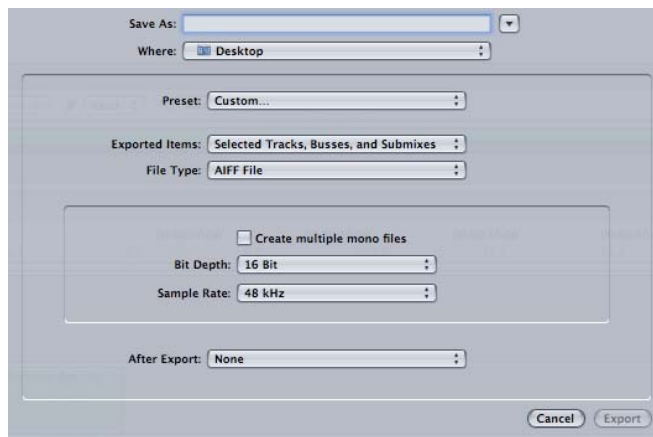 Save As:
Where: Desktop
Preset: Custom...
Exported Items: Selected Tracks, Busses, and Submixes
File Type: AIFF File
Create multiple mono files
Bit Depth: 16 Bit
Sample Rate: 48 kHz
After Export: None
Cancel Export